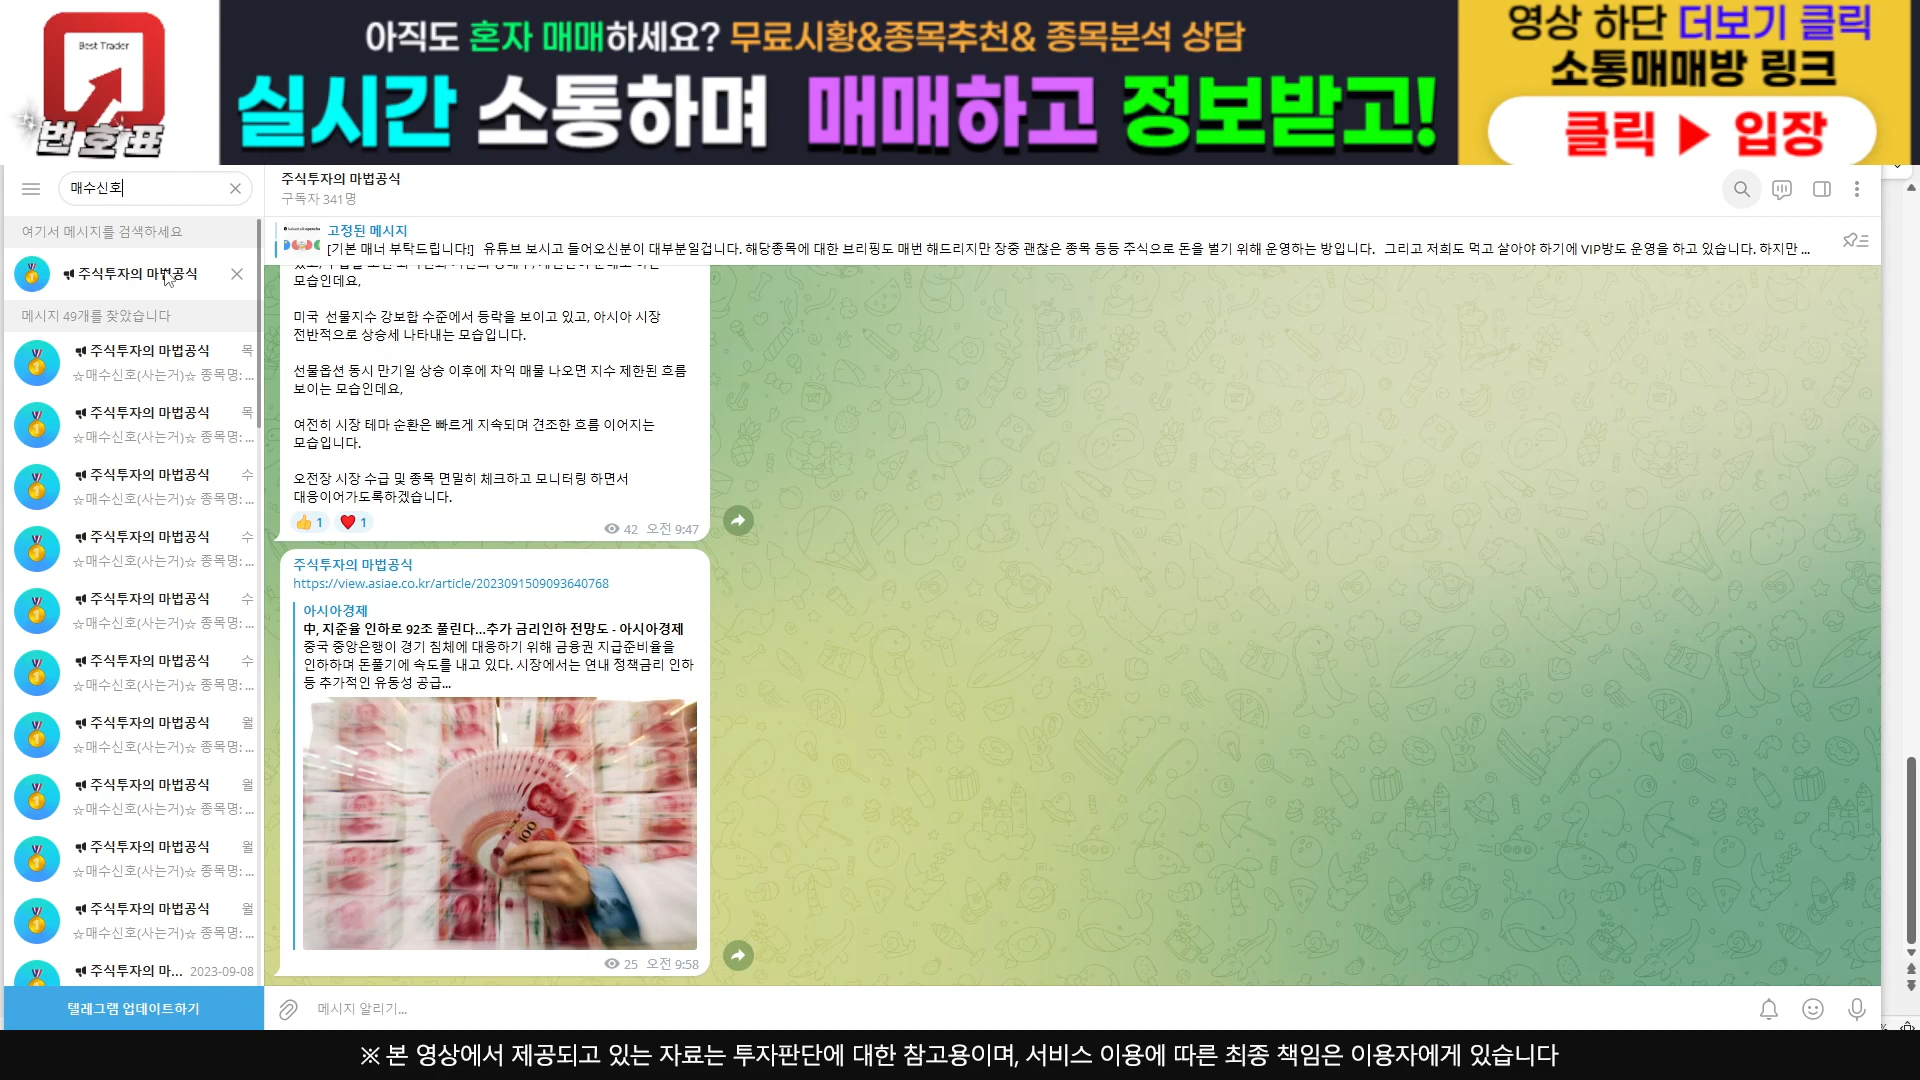 Best Trader
번호표
아직도 혼자 매매하세요? 무료시황&종목추천& 종목분석 상담
실시간 소통하며 매매하고 정보받고!
영상 하단 더보기 클릭
소통매매방 링크
클릭 ▶ 입장
매수신호
여기서 메시지를 검색하세요
주식투자의 마법공식
메시지 49개를 찾았습니다
주식투자의 마법공식 목
☆매수신호(사는거)☆ 종목명: ...
주식투자의 마법공식 목
☆매수신호(사는거)☆ 종목명: ...
주식투자의 마법공식 수
☆매수신호(사는거)☆ 종목명: ...
주식투자의 마법공식 수
☆매수신호(사는거)☆ 종목명: ...
주식투자의 마법공식 수
☆매수신호(사는거)☆ 종목명: ...
주식투자의 마법공식 수
☆매수신호(사는거)☆ 종목명: ...
주식투자의 마법공식 월
☆매수신호(사는거)☆ 종목명: ...
주식투자의 마법공식 월
☆매수신호(사는거)☆ 종목명: ...
주식투자의 마법공식 월
☆매수신호(사는거)☆ 종목명: ...
주식투자의 마법공식 월
☆매수신호(사는거)☆ 종목명: ...
주식투자의 마... 2023-09-08
텔레그램 업데이트하기
주식투자의 마법공식
구독자 341명
고정된 메시지
[기본 매너 부탁드립니다!] 유튜브 보시고 들어오신분이 대부분일겁니다. 해당종목에 대한 브리핑도 매번 해드리지만 장중 괜찮은 종목 등등 주식으로 돈을 벌기 위해 운영하는 방입니다. 그리고 저희도 먹고 살아야 하기에 VIP방도 운영을 하고 있습니다. 하지만 ...
모습인데요,
미국 선물지수 강보합 수준에서 등락을 보이고 있고, 아시아 시장
전반적으로 상승세 나타내는 모습입니다.
선물옵션 동시 만기일 상승 이후에 차익 매물 나오면 지수 제한된 흐름
보이는 모습인데요,
여전히 시장 테마 순환은 빠르게 지속되며 견조한 흐름 이어지는
모습입니다.
오전장 시장 수급 및 종목 면밀히 체크하고 모니터링 하면서
대응이어가도록하겠습니다.
👍 1 ❤️ 1
42 오전 9:47
주식투자의 마법공식
https://view.asiae.co.kr/article/2023091509093640768
아시아경제
中, 지준율 인하로 92조 풀린다...추가 금리인하 전망도 - 아시아경제
중국 중앙은행이 경기 침체에 대응하기 위해 금융권 지급준비율을
인하하며 돈풀기에 속도를 내고 있다. 시장에서는 연내 정책금리 인하
등 추가적인 유동성 공급...
100
25 오전 9:58
메시지 알리기...
※ 본 영상에서 제공되고 있는 자료는 투자판단에 대한 참고용이며, 서비스 이용에 따른 최종 책임은 이용자에게 있습니다